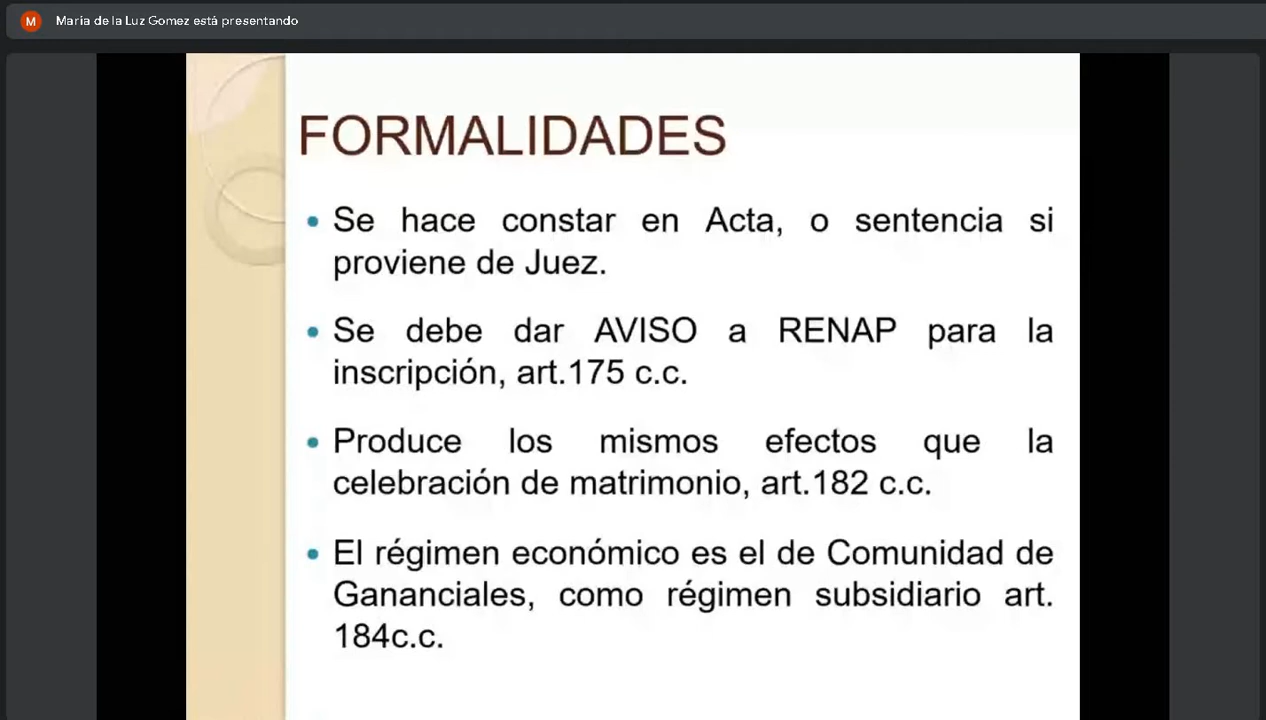 M
Maria de la Luz Gomez está presentando
FORMALIDADES
• Se hace constar en Acta, o sentencia si
proviene de Juez.
• Se debe dar AVISO a RENAP para la
inscripción, art.175 c.c.
• Produce los mismos efectos que la
celebración de matrimonio, art.182 c.c.
• El régimen económico es el de Comunidad de
Gananciales, como régimen subsidiario art.
184c.c.